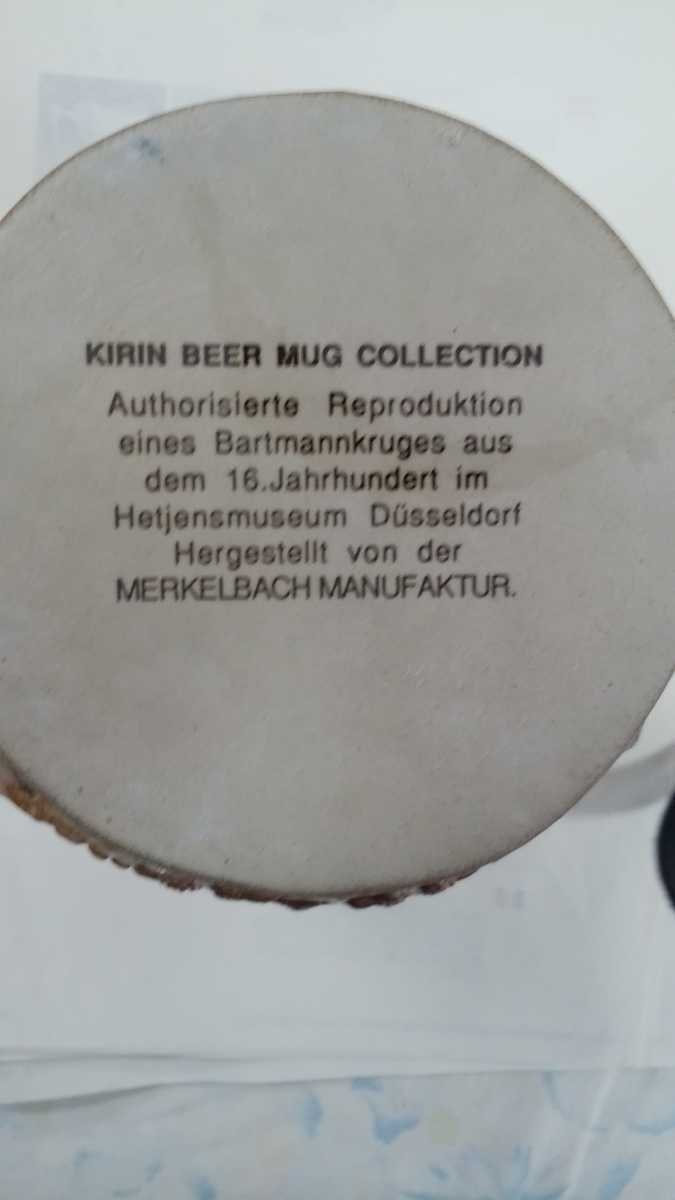 KIRIN BEER MUG COLLECTION
Authorisierte Reproduktion
eines Bartmannkruges aus
dem 16.Jahrhundert im
Hetjensmuseum Düsseldorf
Hergestellt von der
MERKELBACH MANUFAKTUR.